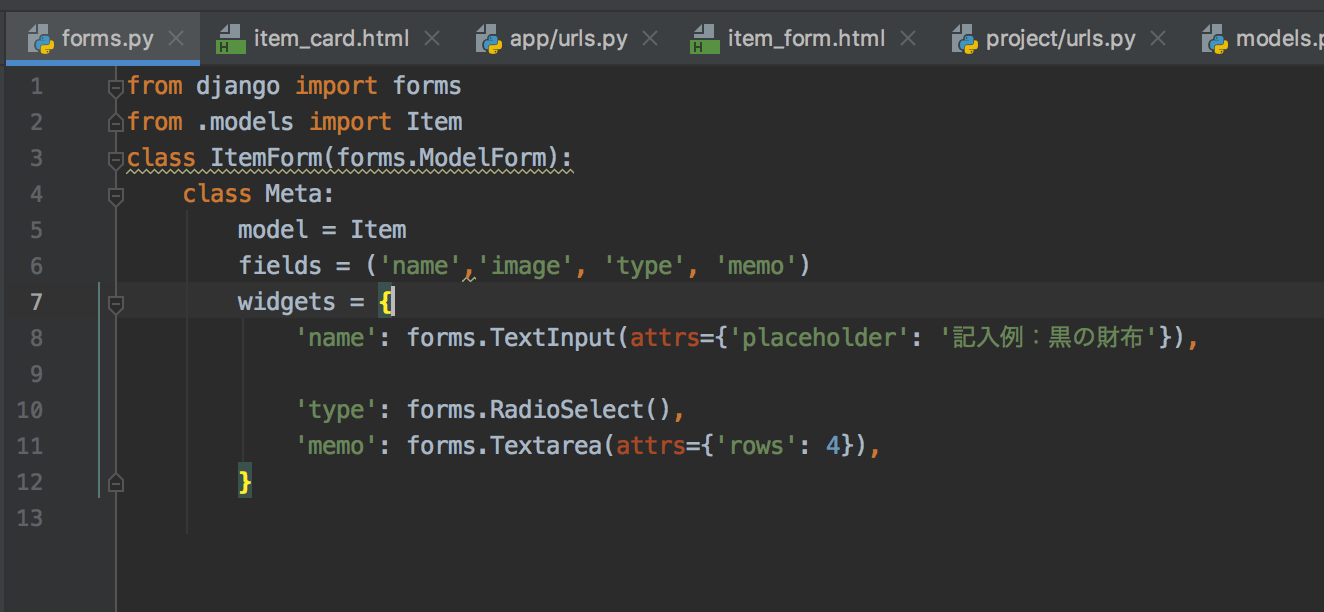 forms.py item_card.html app/urls.py item_form.html project/urls.py models.p
1 from django import forms
2 from .models import Item
3 class ItemForm(forms.ModelForm):
4 class Meta:
5 model = Item
6 fields = ('name','image', 'type', 'memo')
7 widgets = {
8 'name': forms.TextInput(attrs={'placeholder': '記入例：黒の財布'}),
9
10 'type': forms.RadioSelect(),
11 'memo': forms.Textarea(attrs={'rows': 4}),
12 }
13